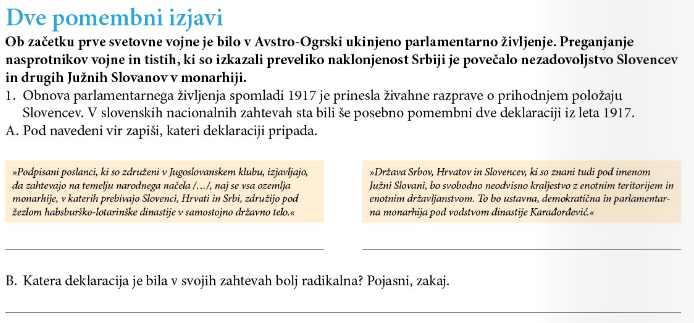 Dve pomembni izjavi
Ob začetku prve svetovne vojne je bilo v Avstro-Ogrski ukinjeno parlamentarno življenje. Preganjanje
nasprotnikov vojne in tistih, ki so izkazali preveliko naklonjenost Srbiji je povečalo nezadovoljstvo Slovencev
in drugih Južnih Slovanov v monarhiji.
1. Obnova parlamentarnega življenja spomladi 1917 je prinesla živahne razprave o prihodnjem položaju
Slovencev. V slovenskih nacionalnih zahtevah sta bili še posebno pomembni dve deklaraciji iz leta 1917.
A. Pod navedeni vir zapiši, kateri deklaraciji pripada.
»Podpisani poslanci, ki so združeni v Jugoslovanskem klubu, izjavljajo,
da zahtevajo na temelju narodnega načela /…/, naj se vsa ozemlja
monarhije, v katerih prebivajo Slovenci, Hrvati in Srbi, združijo pod
žezlom habsburško-lotarinške dinastije v samostojno državno telo.«
»Država Srbov, Hrvatov in Slovencev, ki so znani tudi pod imenom
Južni Slovani, bo svobodno neodvisno kraljestvo z enotnim teritorijem in
enotnim državljanstvom. To bo ustavna, demokratična in parlamentar-
na monarhija pod vodstvom dinastije Karađorđević.«
B. Katera deklaracija je bila v svojih zahtevah bolj radikalna? Pojasni, zakaj.